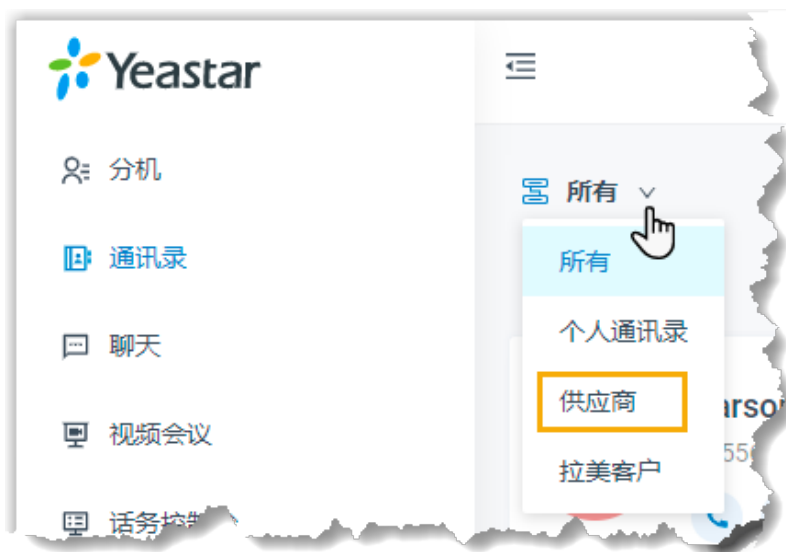 Yeastar
分机
通讯录
聊天
视频会议
所有
所有
个人通讯录
供应商
拉美客户